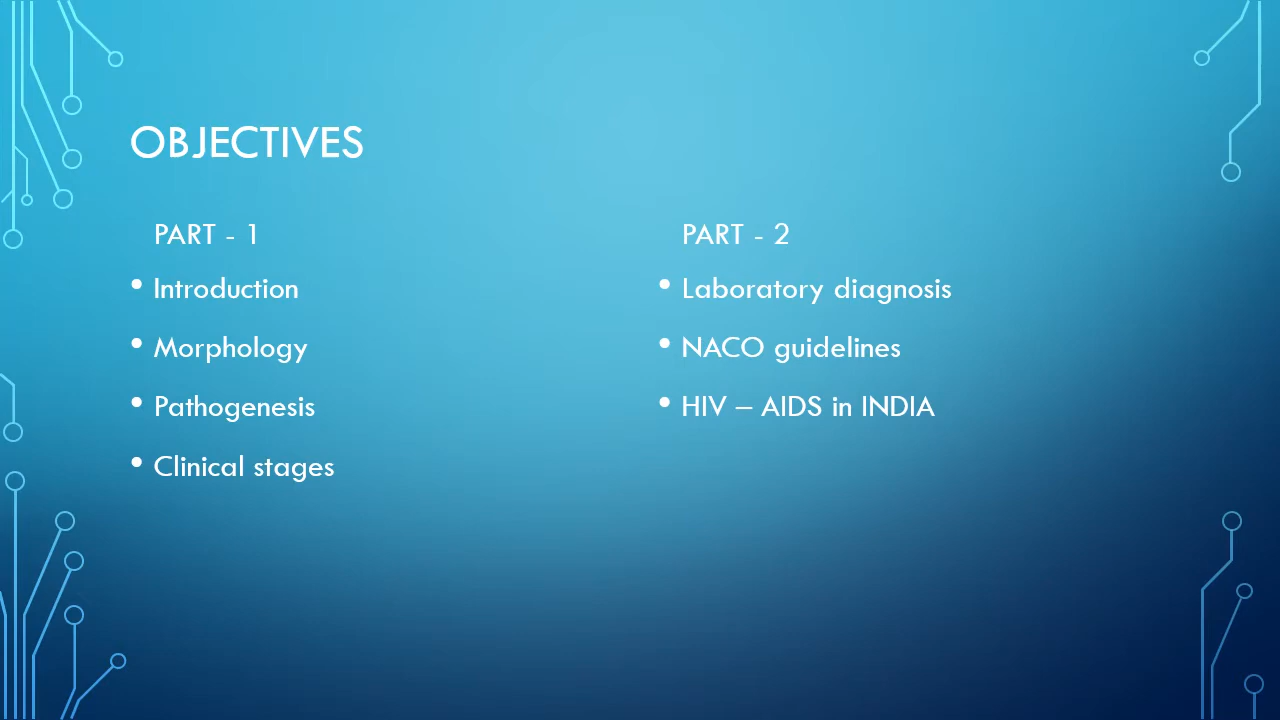 OBJECTIVES
PART - 1
• Introduction
• Morphology
• Pathogenesis
• Clinical stages
PART - 2
• Laboratory diagnosis
• NACO guidelines
• HIV – AIDS in INDIA